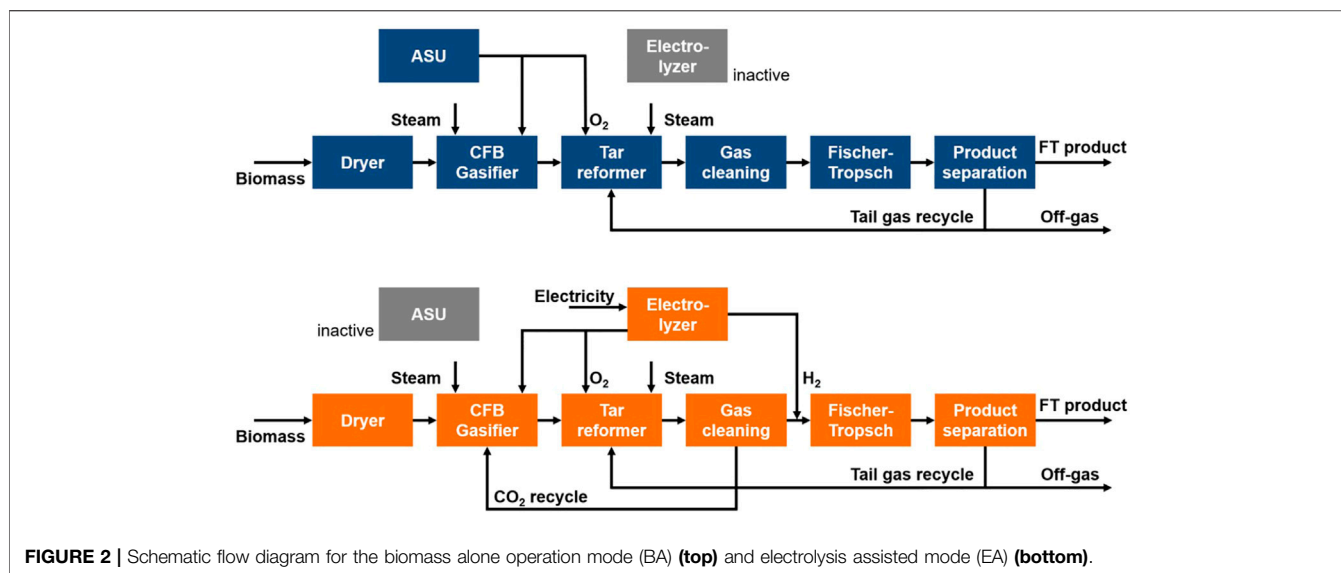 ASU
Electro-
lyzer
inactive
Steam
O₂
Steam
Biomass
Dryer
CFB
Gasifier
Tar
reformer
Gas
cleaning
Fischer-
Tropsch
Product
separation
FT product
Tail gas recycle
Off-gas
Electricity
Electro-
lyzer
inactive
ASU
Steam
O₂
Steam
H₂
Biomass
Dryer
CFB
Gasifier
Tar
reformer
Gas
cleaning
Fischer-
Tropsch
Product
separation
FT product
CO₂ recycle
Tail gas recycle
Off-gas
FIGURE 2 | Schematic flow diagram for the biomass alone operation mode (BA) (top) and electrolysis assisted mode (EA) (bottom).